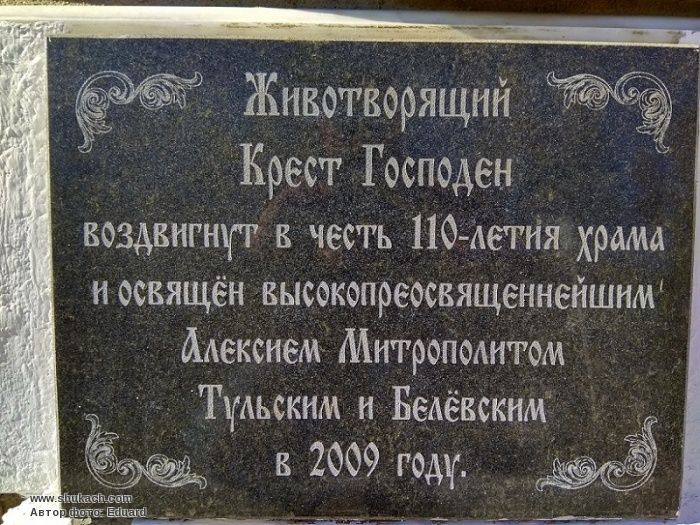 Животворящий
Крест Господен
воздвигнут в честь 110-летия храма
и освящён высокопреосвященнейшим
Алексием Митрополитом
Тульским и Белёвским
в 2009 году.
www.shukach.com
Автор фото: Eduard